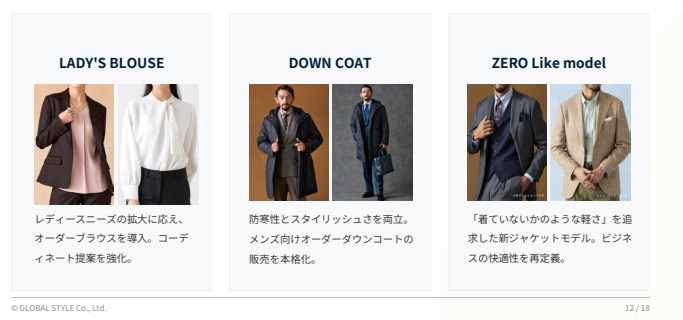 LADY'S BLOUSE
レディースニーズの拡大に応え、
オーダーブラウスを導入。コーデ
ィネート提案を強化。
DOWN COAT
防寒性とスタイリッシュさを両立。
メンズ向けオーダーダウンコートの
販売を本格化。
ZERO Like model
「着ていないかのような軽さ」を追
求した新ジャケットモデル。ビジネ
スの快適性を再定義。
© GLOBAL STYLE Co., Ltd.
12 / 18